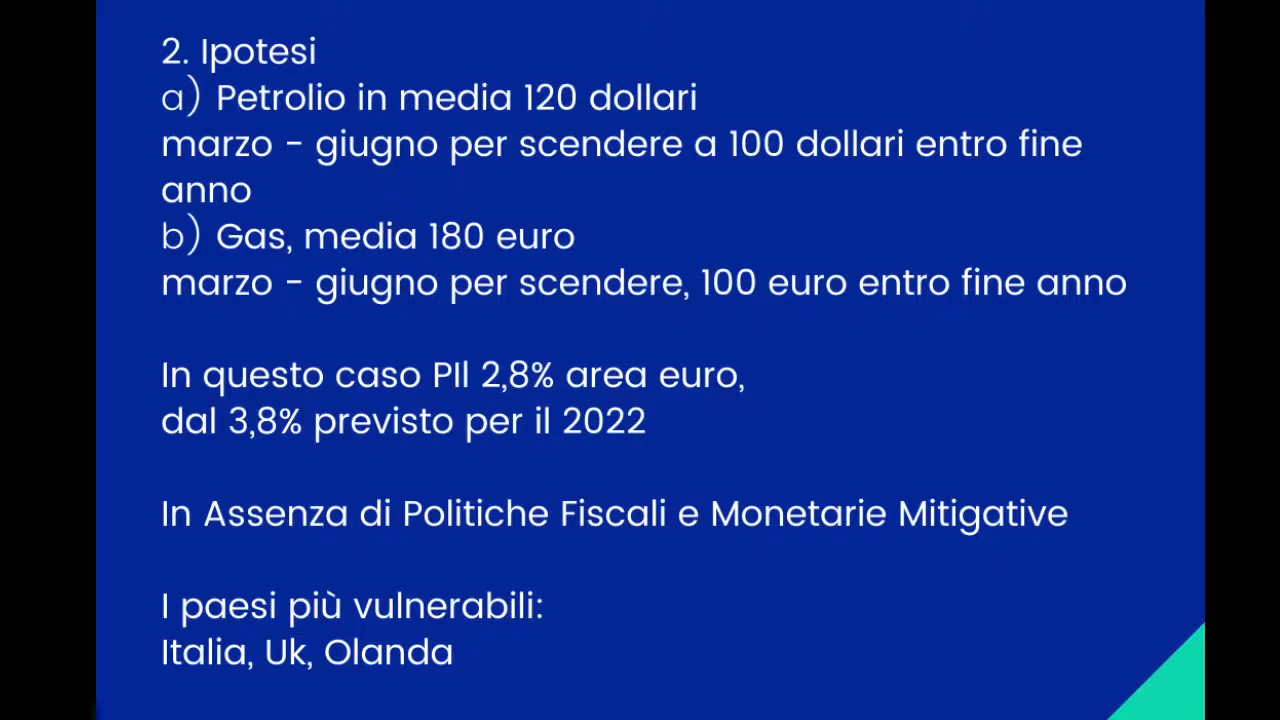 2. Ipotesi
a) Petrolio in media 120 dollari
marzo - giugno per scendere a 100 dollari entro fine
anno
b) Gas, media 180 euro
marzo - giugno per scendere, 100 euro entro fine anno
In questo caso PIl 2,8% area euro,
dal 3,8% previsto per il 2022
In Assenza di Politiche Fiscali e Monetarie Mitigative
I paesi più vulnerabili:
Italia, Uk, Olanda